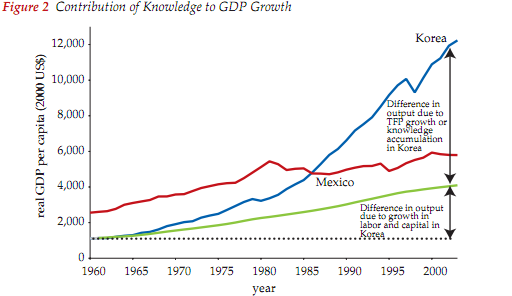 Figure 2 Contribution of Knowledge to GDP Growth
real GDP per capita (2000 US$)
12,000
10,000
8,000
6,000
4,000
2,000
0
Korea
Difference in
output due to
TFP growth or
knowledge
accumulation
in Korea
Mexico
Difference in output
due to growth in
labor and capital in
Korea
1960
1965
1970
1975
1980
1985
1990
1995
2000
year